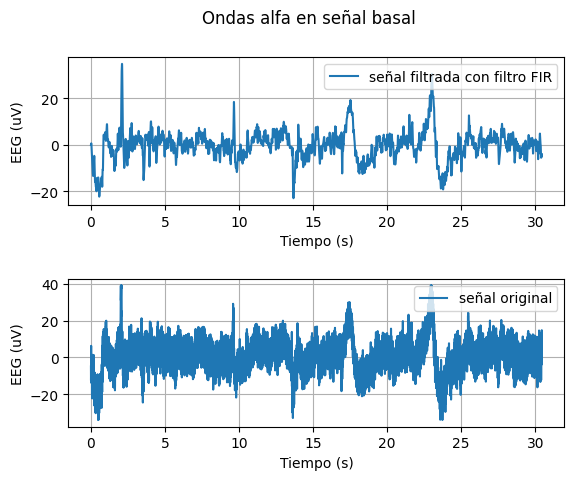 Ondas alfa en señal basal
señal filtrada con filtro FIR
EEG (uV)
20
0
−20
0 5 10 15 20 25 30
Tiempo (s)
señal original
EEG (uV)
40
20
0
−20
0 5 10 15 20 25 30
Tiempo (s)